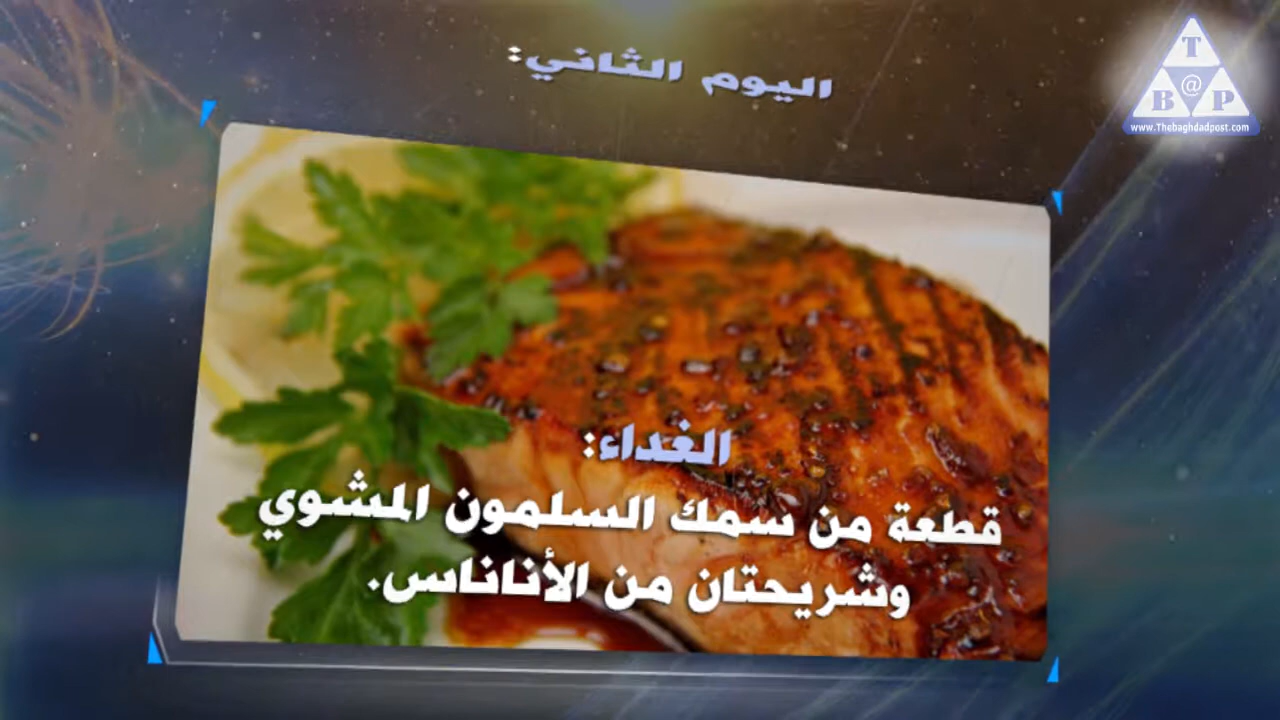 اليوم الثاني:
T
@
B P
www.Thebaghdadpost.com
الغداء:
قطعة من سمك السلمون المشوي
وشريحتان من الأناناس.